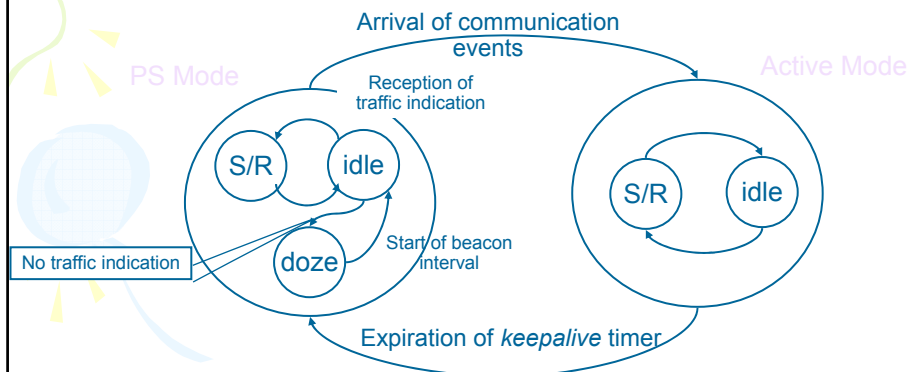 Arrival of communication
events
PS Mode
Active Mode
Reception of
traffic indication
S/R
idle
S/R
idle
No traffic indication
doze
Start of beacon
interval
Expiration of keepalive timer